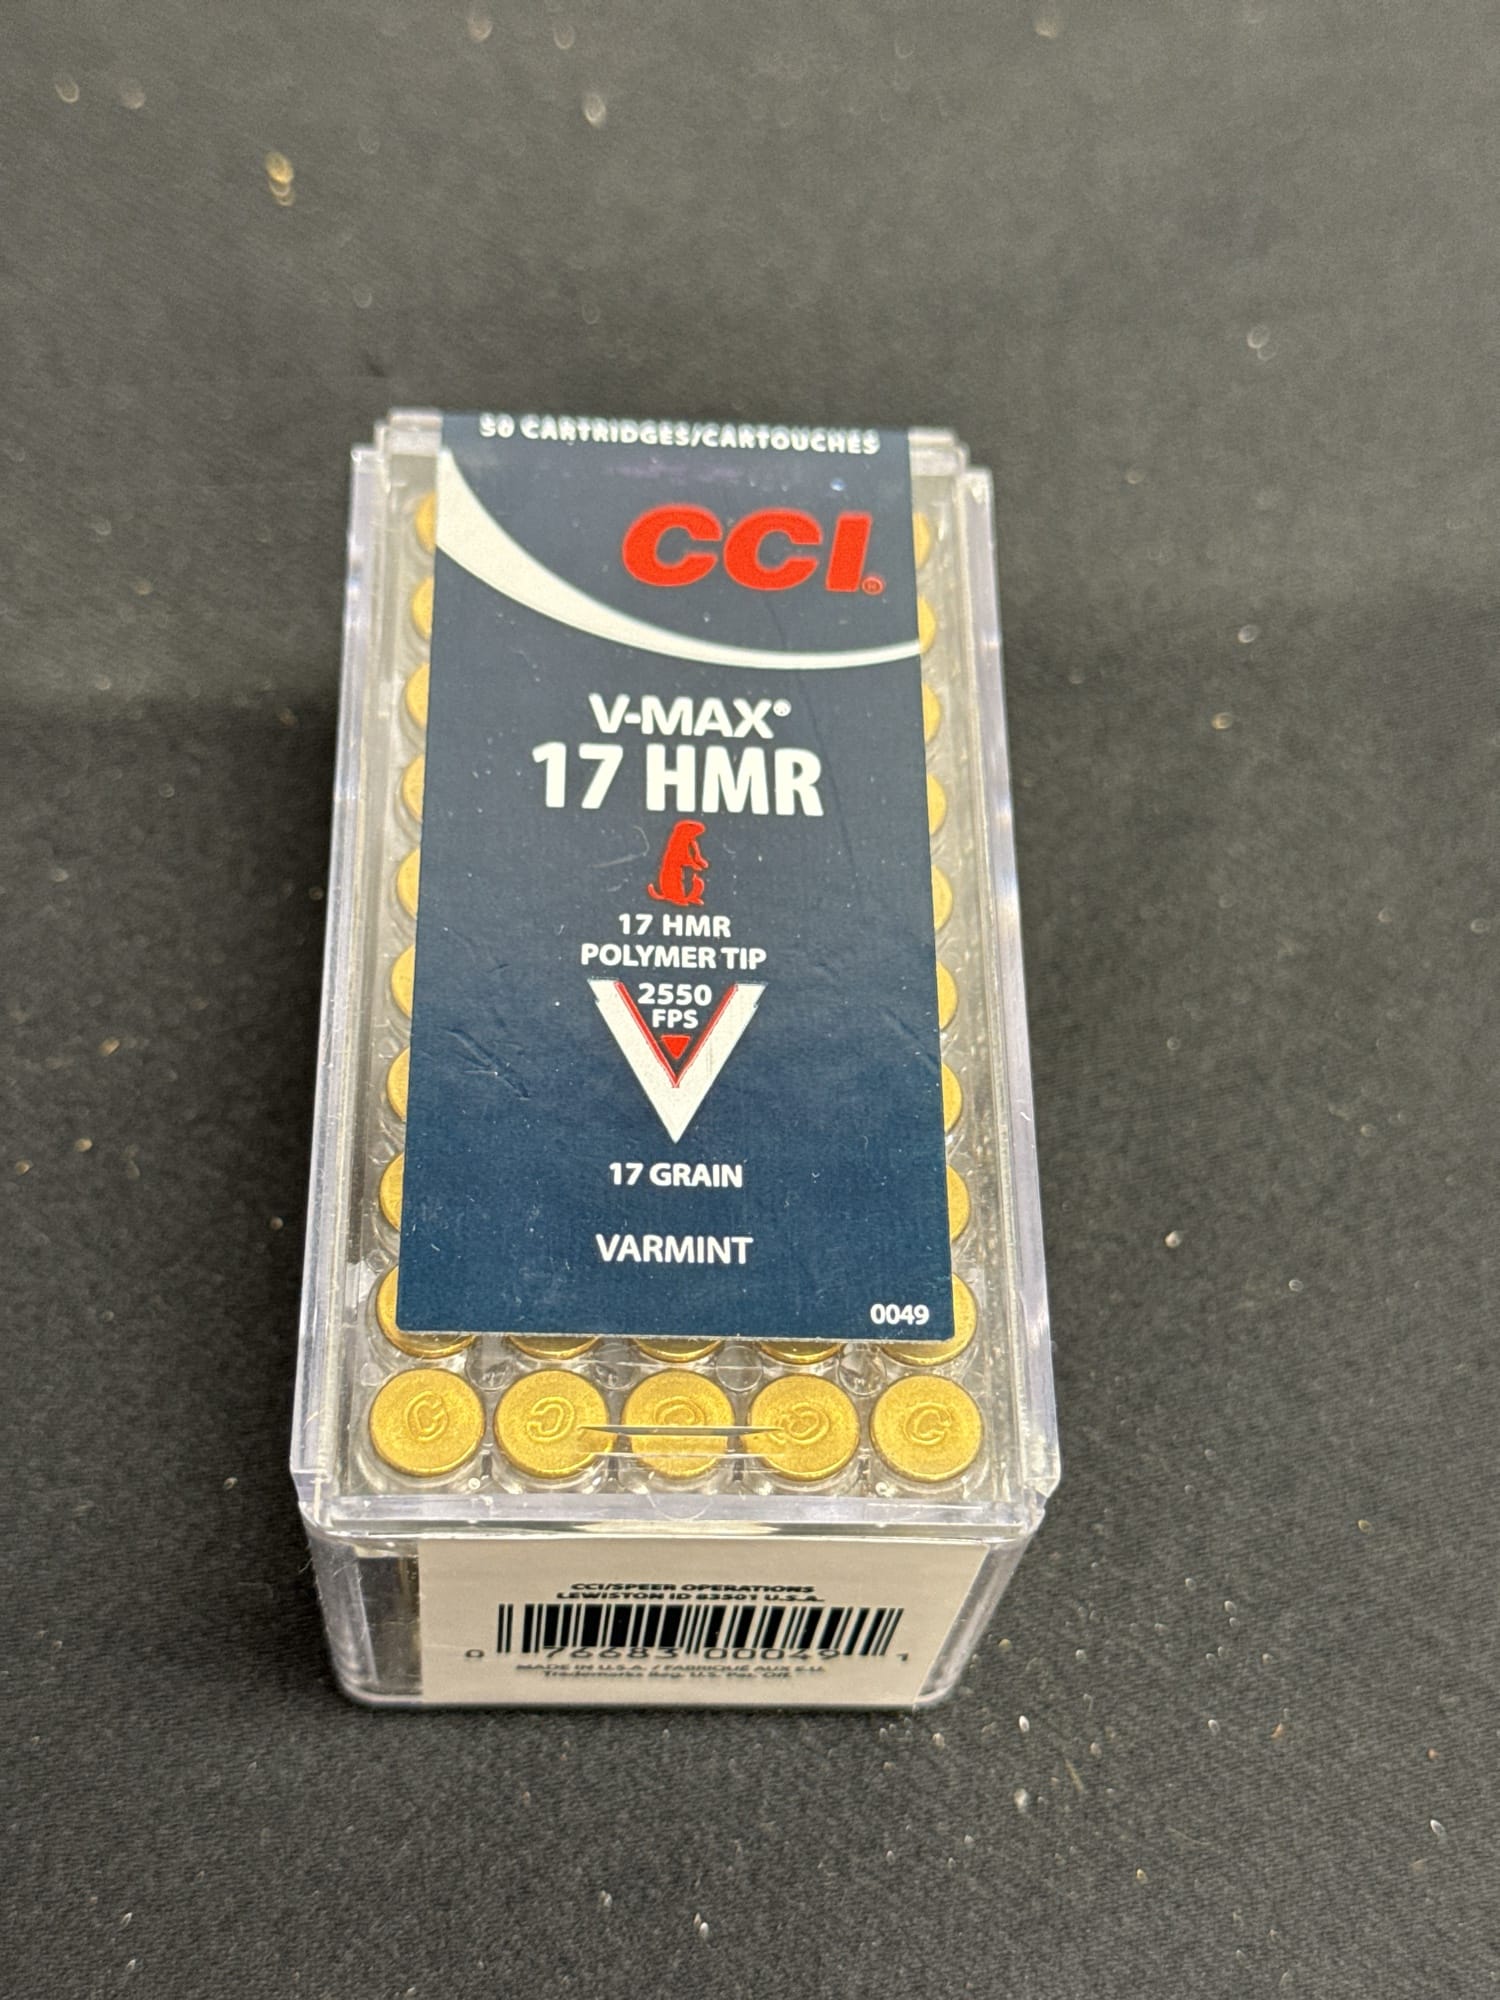 50 CARTRIDGES/CARTOUCHES
CCI®
V-MAX®
17 HMR
17 HMR
POLYMER TIP
2550
FPS
17 GRAIN
VARMINT
0049
C C C C C
CCI/SPEER OPERATIONS
LEWISTON ID 83501 U.S.A.
0 76683 00049 1
MADE IN U.S.A. / FABRIQUÉ AUX E.U.
Trademarks Reg. U.S. Pat. Off.